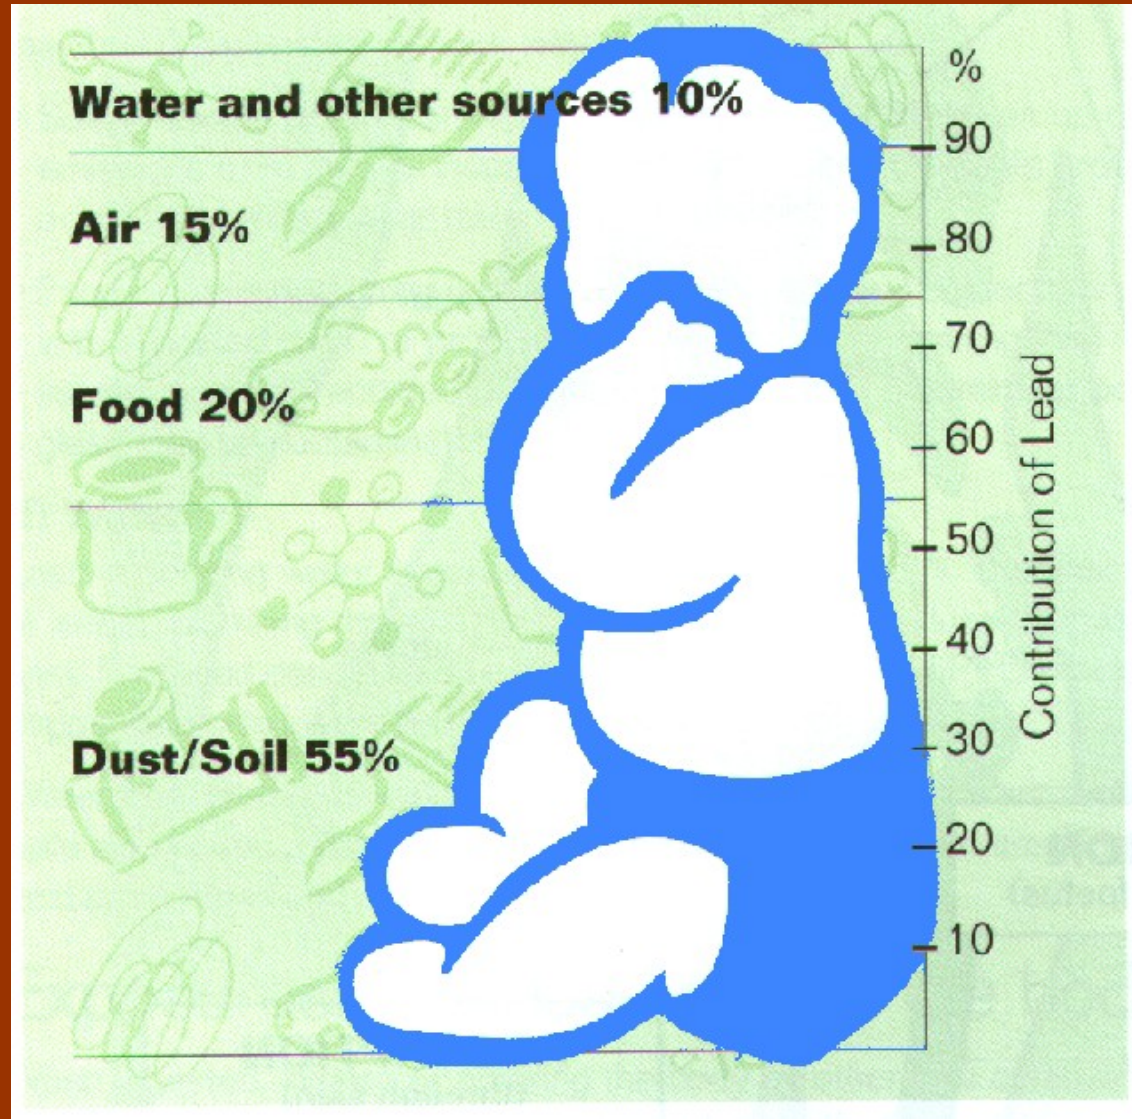 %
Water and other sources 10%
90
Air 15%
80
70
Food 20%
60
50
40
Dust/Soil 55%
30
20
10
Contribution of Lead